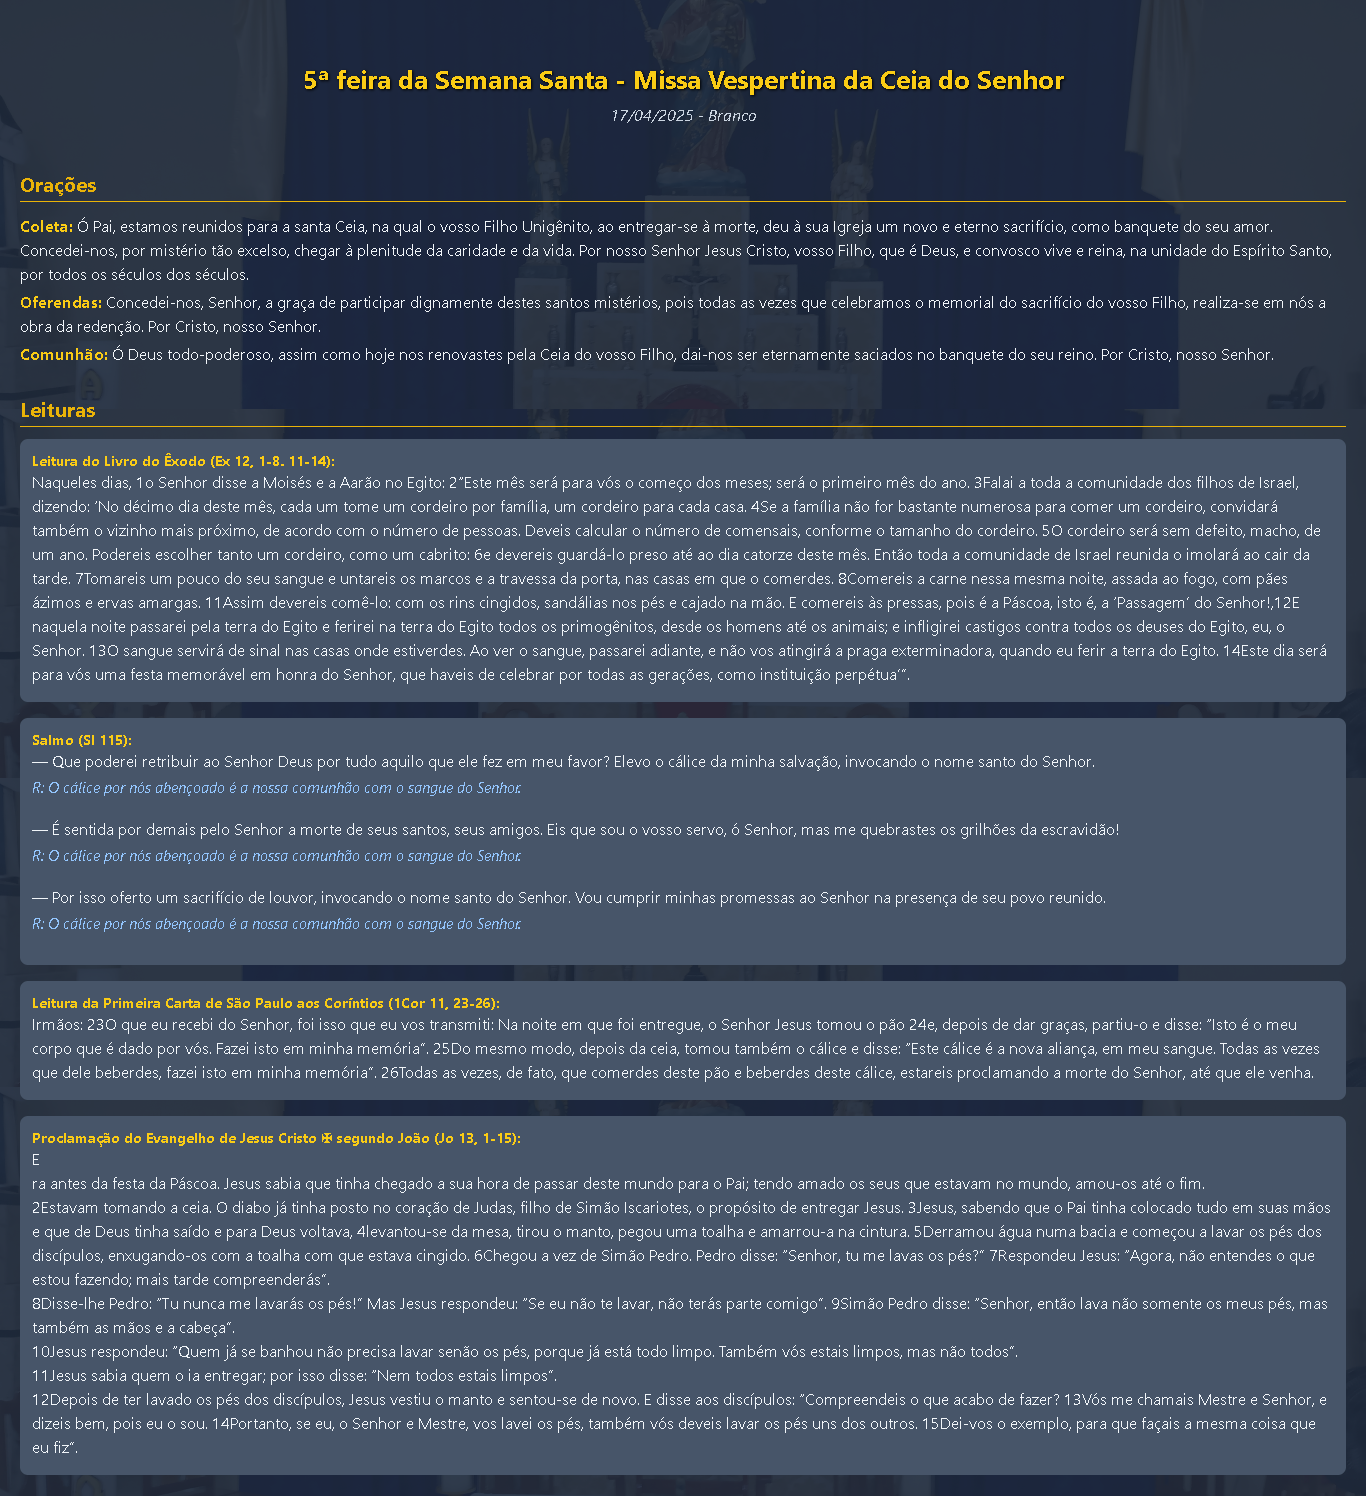 5ª feira da Semana Santa - Missa Vespertina da Ceia do Senhor
17/04/2025 - Branco
Orações
Coleta: Ó Pai, estamos reunidos para a santa Ceia, na qual o vosso Filho Unigênito, ao entregar-se à morte, deu à sua Igreja um novo e eterno sacrifício, como banquete do seu amor.
Concedei-nos, por mistério tão excelso, chegar à plenitude da caridade e da vida. Por nosso Senhor Jesus Cristo, vosso Filho, que é Deus, e convosco vive e reina, na unidade do Espírito Santo,
por todos os séculos dos séculos.
Oferendas: Concedei-nos, Senhor, a graça de participar dignamente destes santos mistérios, pois todas as vezes que celebramos o memorial do sacrifício do vosso Filho, realiza-se em nós a
obra da redenção. Por Cristo, nosso Senhor.
Comunhão: Ó Deus todo-poderoso, assim como hoje nos renovastes pela Ceia do vosso Filho, dai-nos ser eternamente saciados no banquete do seu reino. Por Cristo, nosso Senhor.
Leituras
Leitura do Livro do Êxodo (Ex 12, 1-8. 11-14):
Naqueles dias, 1o Senhor disse a Moisés e a Aarão no Egito: 2“Este mês será para vós o começo dos meses; será o primeiro mês do ano. 3Falai a toda a comunidade dos filhos de Israel,
dizendo: ‘No décimo dia deste mês, cada um tome um cordeiro por família, um cordeiro para cada casa. 4Se a família não for bastante numerosa para comer um cordeiro, convidará
também o vizinho mais próximo, de acordo com o número de pessoas. Deveis calcular o número de comensais, conforme o tamanho do cordeiro. 5O cordeiro será sem defeito, macho, de
um ano. Podereis escolher tanto um cordeiro, como um cabrito: 6e devereis guardá-lo preso até ao dia catorze deste mês. Então toda a comunidade de Israel reunida o imolará ao cair da
tarde. 7Tomareis um pouco do seu sangue e untareis os marcos e a travessa da porta, nas casas em que o comerdes. 8Comereis a carne nessa mesma noite, assada ao fogo, com pães
ázimos e ervas amargas. 11Assim devereis comê-lo: com os rins cingidos, sandálias nos pés e cajado na mão. E comereis às pressas, pois é a Páscoa, isto é, a ‘Passagem’ do Senhor!,12E
naquela noite passarei pela terra do Egito e ferirei na terra do Egito todos os primogênitos, desde os homens até os animais; e infligirei castigos contra todos os deuses do Egito, eu, o
Senhor. 13O sangue servirá de sinal nas casas onde estiverdes. Ao ver o sangue, passarei adiante, e não vos atingirá a praga exterminadora, quando eu ferir a terra do Egito. 14Este dia será
para vós uma festa memorável em honra do Senhor, que haveis de celebrar por todas as gerações, como instituição perpétua’”.
Salmo (Sl 115):
— Que poderei retribuir ao Senhor Deus por tudo aquilo que ele fez em meu favor? Elevo o cálice da minha salvação, invocando o nome santo do Senhor.
R: O cálice por nós abençoado é a nossa comunhão com o sangue do Senhor.
— É sentida por demais pelo Senhor a morte de seus santos, seus amigos. Eis que sou o vosso servo, ó Senhor, mas me quebrastes os grilhões da escravidão!
R: O cálice por nós abençoado é a nossa comunhão com o sangue do Senhor.
— Por isso oferto um sacrifício de louvor, invocando o nome santo do Senhor. Vou cumprir minhas promessas ao Senhor na presença de seu povo reunido.
R: O cálice por nós abençoado é a nossa comunhão com o sangue do Senhor.
Leitura da Primeira Carta de São Paulo aos Coríntios (1Cor 11, 23-26):
Irmãos: 23O que eu recebi do Senhor, foi isso que eu vos transmiti: Na noite em que foi entregue, o Senhor Jesus tomou o pão 24e, depois de dar graças, partiu-o e disse: “Isto é o meu
corpo que é dado por vós. Fazei isto em minha memória”. 25Do mesmo modo, depois da ceia, tomou também o cálice e disse: “Este cálice é a nova aliança, em meu sangue. Todas as vezes
que dele beberdes, fazei isto em minha memória”. 26Todas as vezes, de fato, que comerdes deste pão e beberdes deste cálice, estareis proclamando a morte do Senhor, até que ele venha.
Proclamação do Evangelho de Jesus Cristo ✠ segundo João (Jo 13, 1-15):
E
ra antes da festa da Páscoa. Jesus sabia que tinha chegado a sua hora de passar deste mundo para o Pai; tendo amado os seus que estavam no mundo, amou-os até o fim.
2Estavam tomando a ceia. O diabo já tinha posto no coração de Judas, filho de Simão Iscariotes, o propósito de entregar Jesus. 3Jesus, sabendo que o Pai tinha colocado tudo em suas mãos
e que de Deus tinha saído e para Deus voltava, 4levantou-se da mesa, tirou o manto, pegou uma toalha e amarrou-a na cintura. 5Derramou água numa bacia e começou a lavar os pés dos
discípulos, enxugando-os com a toalha com que estava cingido. 6Chegou a vez de Simão Pedro. Pedro disse: “Senhor, tu me lavas os pés?” 7Respondeu Jesus: “Agora, não entendes o que
estou fazendo; mais tarde compreenderás”.
8Disse-lhe Pedro: “Tu nunca me lavarás os pés!” Mas Jesus respondeu: “Se eu não te lavar, não terás parte comigo”. 9Simão Pedro disse: “Senhor, então lava não somente os meus pés, mas
também as mãos e a cabeça”.
10Jesus respondeu: “Quem já se banhou não precisa lavar senão os pés, porque já está todo limpo. Também vós estais limpos, mas não todos”.
11Jesus sabia quem o ia entregar; por isso disse: “Nem todos estais limpos”.
12Depois de ter lavado os pés dos discípulos, Jesus vestiu o manto e sentou-se de novo. E disse aos discípulos: “Compreendeis o que acabo de fazer? 13Vós me chamais Mestre e Senhor, e
dizeis bem, pois eu o sou. 14Portanto, se eu, o Senhor e Mestre, vos lavei os pés, também vós deveis lavar os pés uns dos outros. 15Dei-vos o exemplo, para que façais a mesma coisa que
eu fiz”.